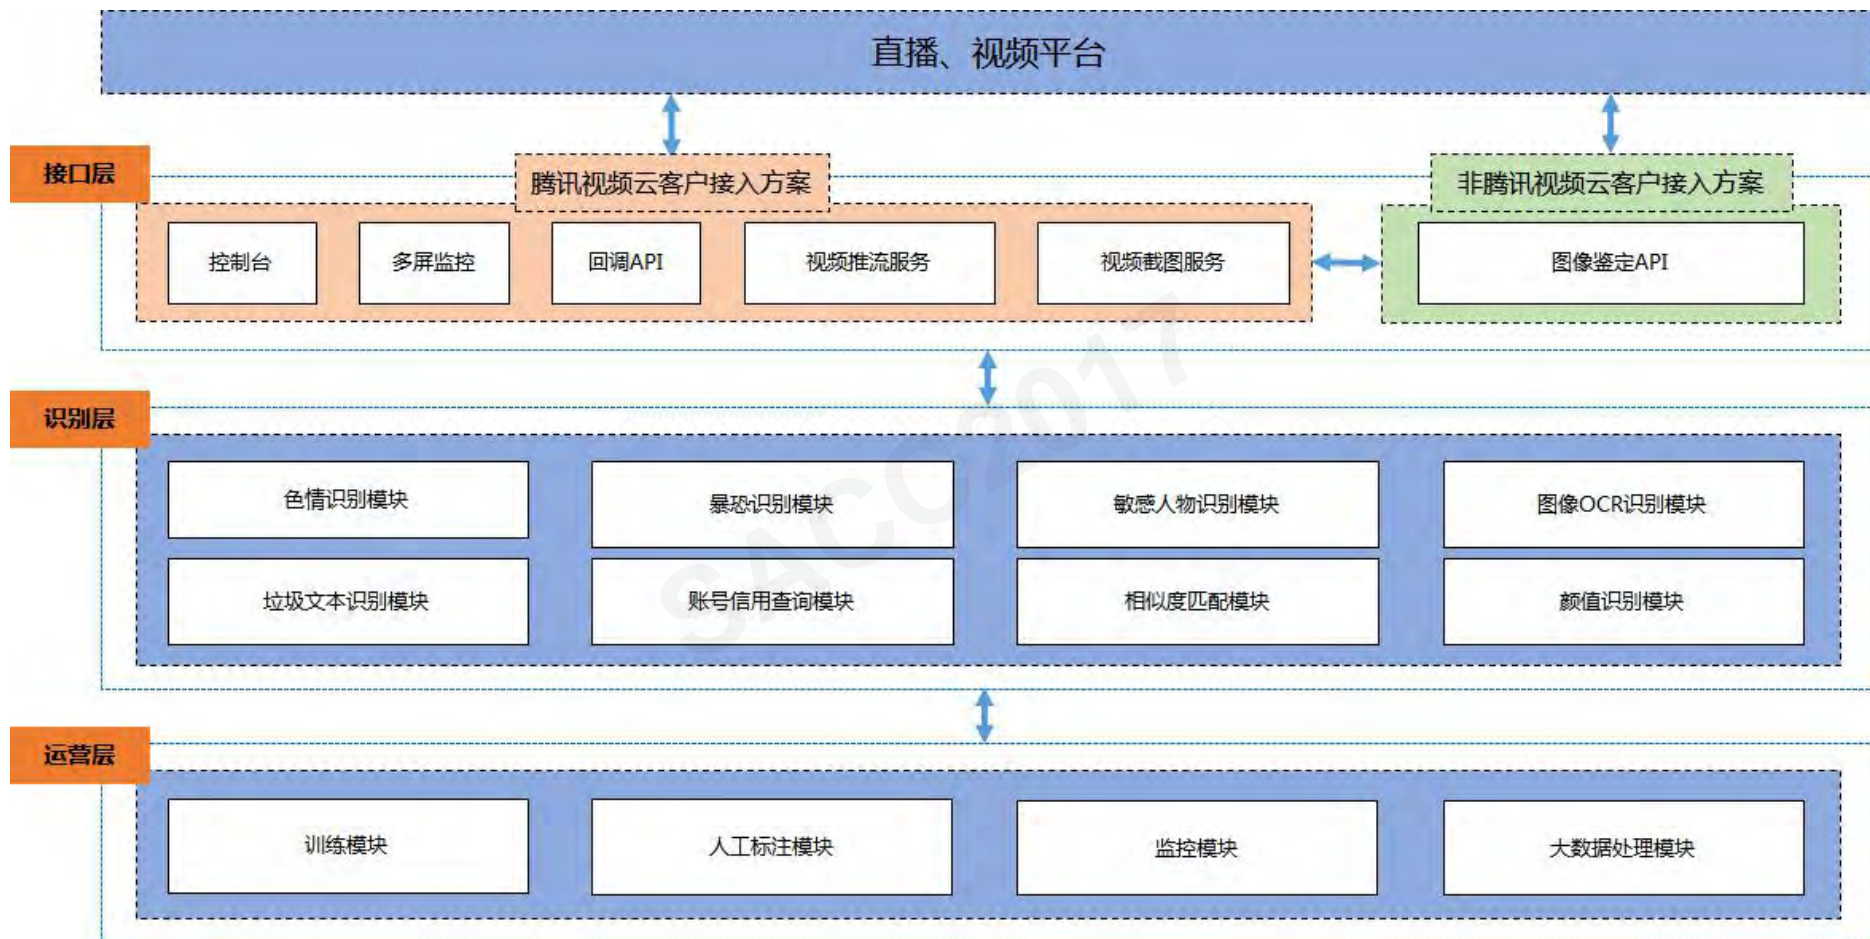 直播、视频平台
接口层
腾讯视频云客户接入方案
非腾讯视频云客户接入方案
控制台
多屏监控
回调API
视频推流服务
视频截图服务
图像鉴定API
识别层
色情识别模块
暴恐识别模块
敏感人物识别模块
图像OCR识别模块
垃圾文本识别模块
账号信用查询模块
相似度匹配模块
颜值识别模块
运营层
训练模块
人工标注模块
监控模块
大数据处理模块
SACC2017